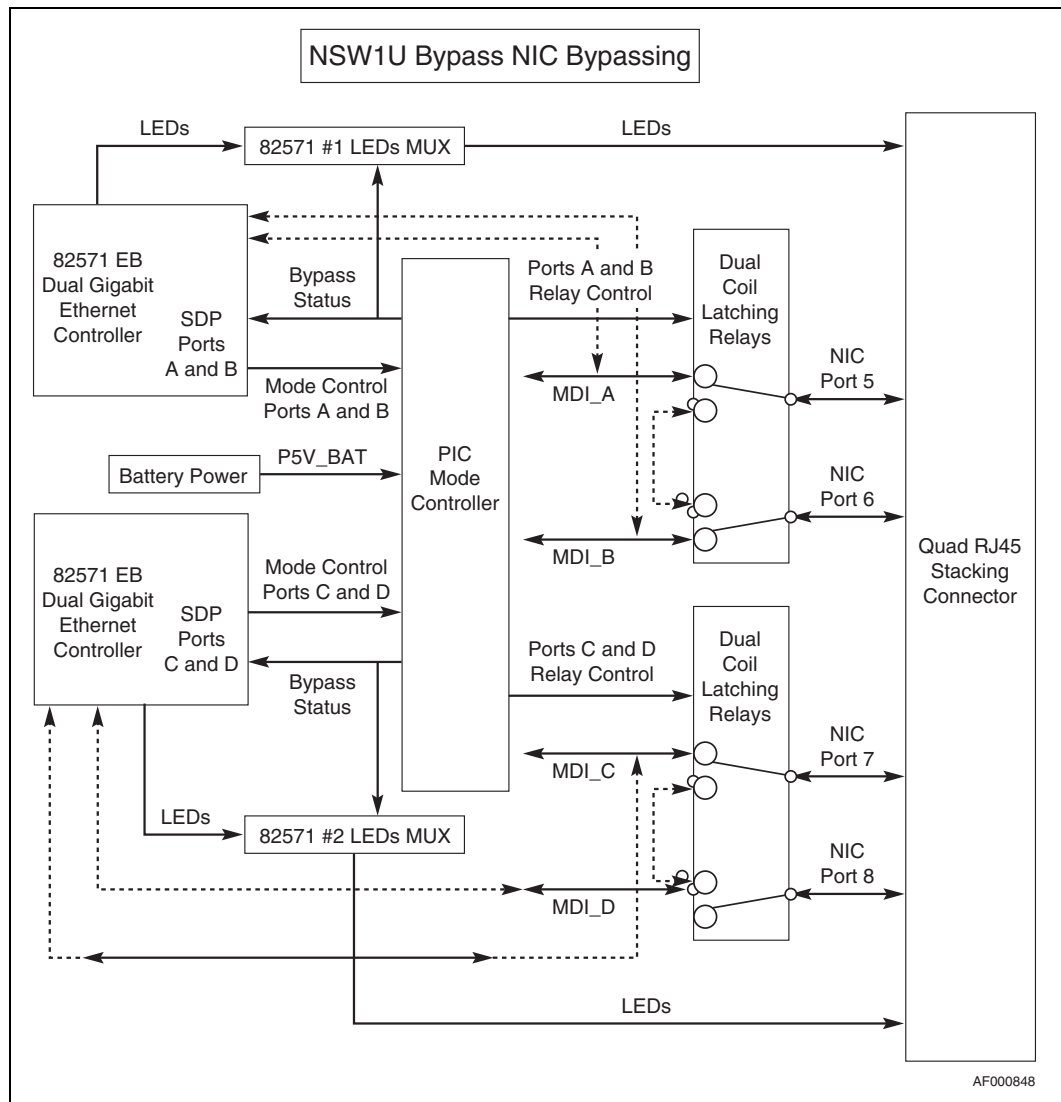 NSW1U Bypass NIC Bypassing
LEDs
82571 #1 LEDs MUX
LEDs
82571 EB
Dual Gigabit
Ethernet
Controller
SDP
Ports
A and B
Bypass
Status
Mode Control
Ports A and B
Ports A and B
Relay Control
Dual
Coil
Latching
Relays
MDI_A
NIC
Port 5
Battery Power
P5V_BAT
PIC
Mode
Controller
MDI_B
NIC
Port 6
Quad RJ45
Stacking
Connector
82571 EB
Dual Gigabit
Ethernet
Controller
SDP
Ports
C and D
Mode Control
Ports C and D
Bypass
Status
Ports C and D
Relay Control
Dual
Coil
Latching
Relays
MDI_C
NIC
Port 7
LEDs
82571 #2 LEDs MUX
MDI_D
NIC
Port 8
LEDs
AF000848